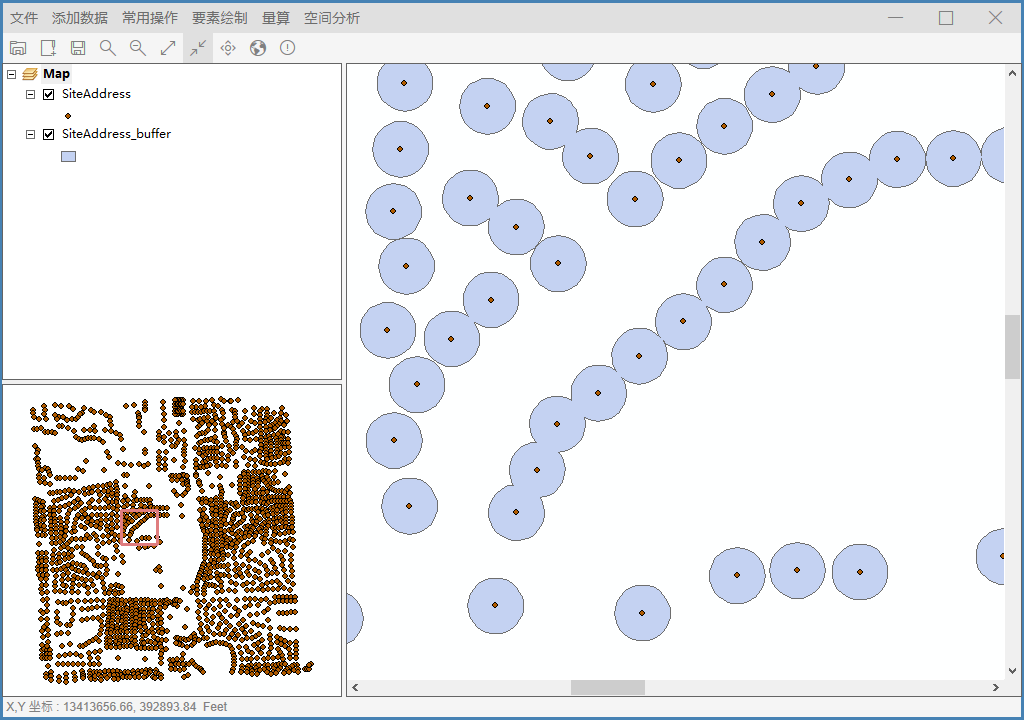 文件 添加数据 常用操作 要素绘制 量算 空间分析
Map
SiteAddress
SiteAddress_buffer
X,Y 坐标 : 13413656.66, 392893.84 Feet